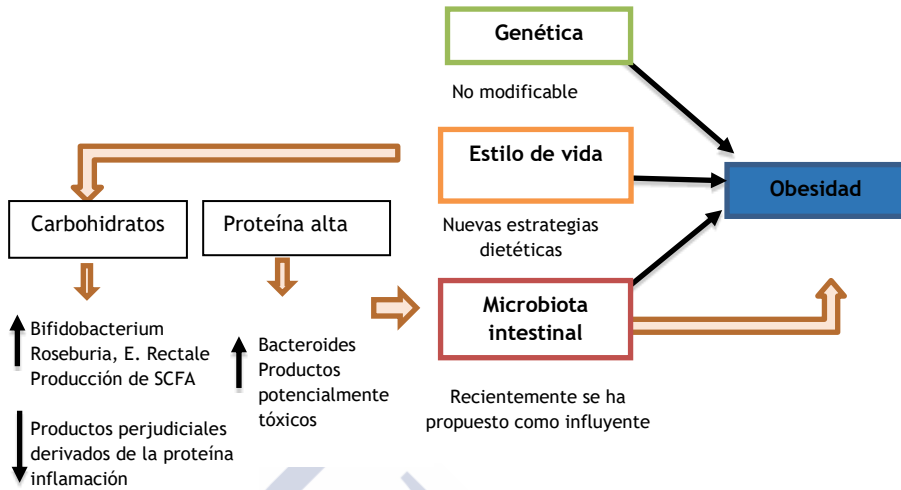 Genética
No modificable
Estilo de vida
Nuevas estrategias
dietéticas
Obesidad
Carbohidratos
Proteína alta
Bifidobacterium
Roseburia, E. Rectale
Producción de SCFA
Productos perjudiciales
derivados de la proteína
inflamación
Bacteroides
Productos
potencialmente
tóxicos
Microbiota
intestinal
Recientemente se ha
propuesto como influyente